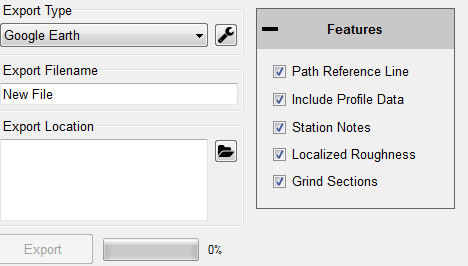 Export Type
Google Earth
Export Filename
New File
Export Location
Export
0%
Features
Path Reference Line
Include Profile Data
Station Notes
Localized Roughness
Grind Sections